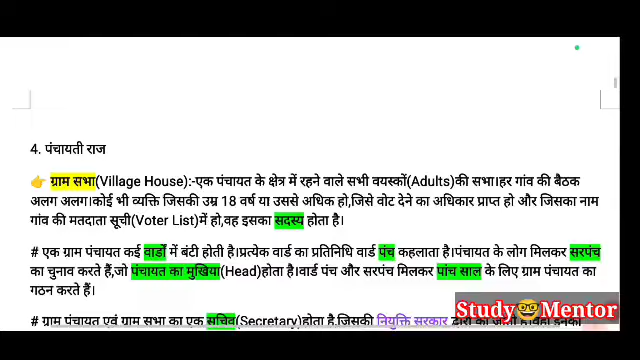 4. पंचायती राज
👉 ग्राम सभा(Village House):-एक पंचायत के क्षेत्र में रहने वाले सभी वयस्कों(Adults)की सभा।हर गांव की बैठक
अलग अलग।कोई भी व्यक्ति जिसकी उम्र 18 वर्ष या उससे अधिक हो,जिसे वोट देने का अधिकार प्राप्त हो और जिसका नाम
गांव की मतदाता सूची(Voter List)में हो,वह इसका सदस्य होता है।
# एक ग्राम पंचायत कई वार्डों में बंटी होती है।प्रत्येक वार्ड का प्रतिनिधि वार्ड पंच कहलाता है।पंचायत के लोग मिलकर सरपंच
का चुनाव करते हैं,जो पंचायत का मुखिया(Head)होता है।वार्ड पंच और सरपंच मिलकर पांच साल के लिए ग्राम पंचायत का
गठन करते हैं।
# ग्राम पंचायत एवं ग्राम सभा का एक सचिव(Secretary)होता है,जिसकी नियुक्ति सरकार
Study🤓Mentor